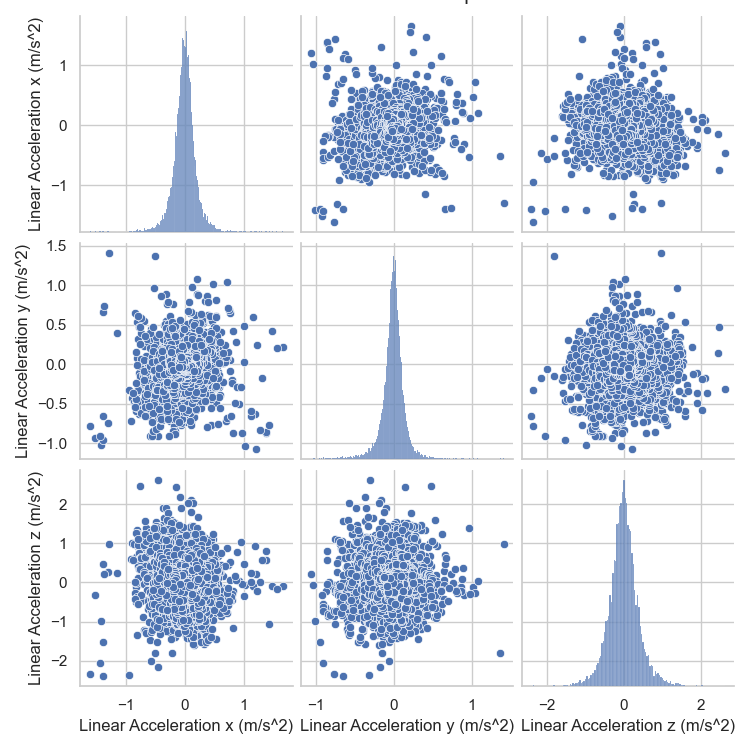 Linear Acceleration x (m/s^2)
1
0
−1
Linear Acceleration y (m/s^2)
1.5
1.0
0.5
0.0
−0.5
−1.0
Linear Acceleration z (m/s^2)
2
1
0
−1
−2
−1 0 1
−1 0 1
−2 0 2
Linear Acceleration x (m/s^2) Linear Acceleration y (m/s^2) Linear Acceleration z (m/s^2)